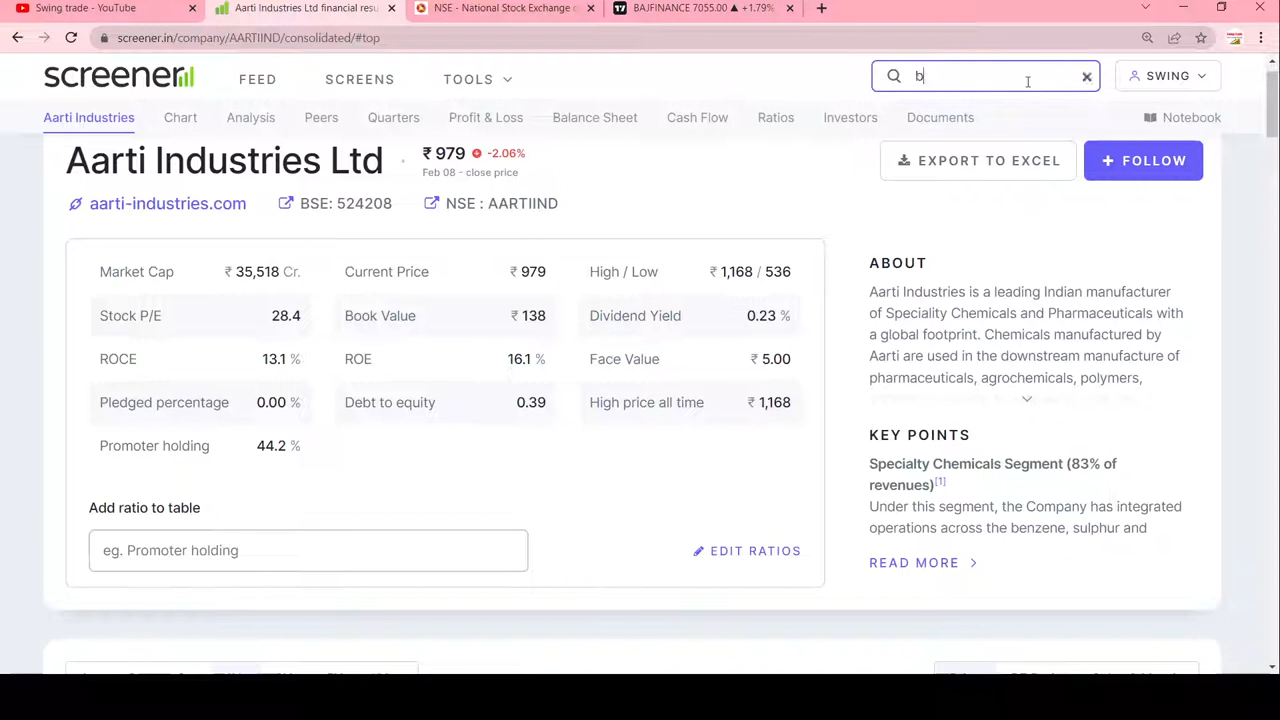 Swing trade - YouTube
Aarti Industries Ltd financial resu
NSE - National Stock Exchange o
BAJFINANCE 7055.00 ▲ +1.79%
screener.in/company/AARTIIND/consolidated/#top
screener
FEED
SCREENS
TOOLS
b
SWING
Aarti Industries
Chart
Analysis
Peers
Quarters
Profit & Loss
Balance Sheet
Cash Flow
Ratios
Investors
Documents
Notebook
Aarti Industries Ltd
₹ 979 -2.06%
Feb 08 - close price
EXPORT TO EXCEL
+ FOLLOW
aarti-industries.com
BSE: 524208
NSE : AARTIIND
Market Cap ₹ 35,518 Cr.
Current Price ₹ 979
High / Low ₹ 1,168 / 536
Stock P/E 28.4
Book Value ₹ 138
Dividend Yield 0.23 %
ROCE 13.1 %
ROE 16.1 %
Face Value ₹ 5.00
Pledged percentage 0.00 %
Debt to equity 0.39
High price all time ₹ 1,168
Promoter holding 44.2 %
Add ratio to table
eg. Promoter holding
EDIT RATIOS
ABOUT
Aarti Industries is a leading Indian manufacturer
of Speciality Chemicals and Pharmaceuticals with
a global footprint. Chemicals manufactured by
Aarti are used in the downstream manufacture of
pharmaceuticals, agrochemicals, polymers,
KEY POINTS
Specialty Chemicals Segment (83% of
revenues)[1]
Under this segment, the Company has integrated
operations across the benzene, sulphur and
READ MORE